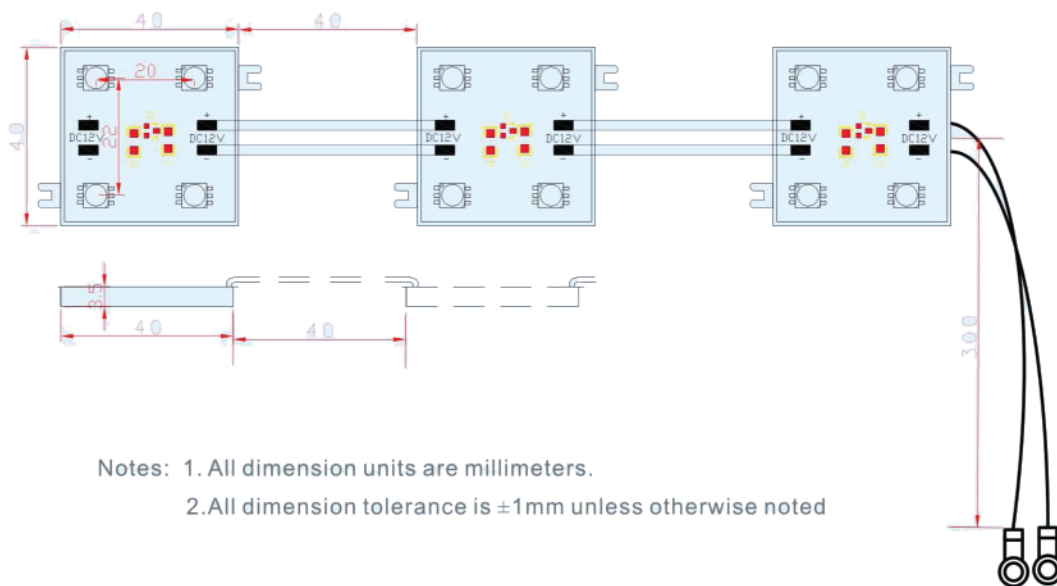 40 40
20
+ + + + + +
DC12V DC12V DC12V DC12V DC12V DC12V
− − − − − −
40
22
3.5
40 40
300
Notes: 1. All dimension units are millimeters.
2.All dimension tolerance is ±1mm unless otherwise noted